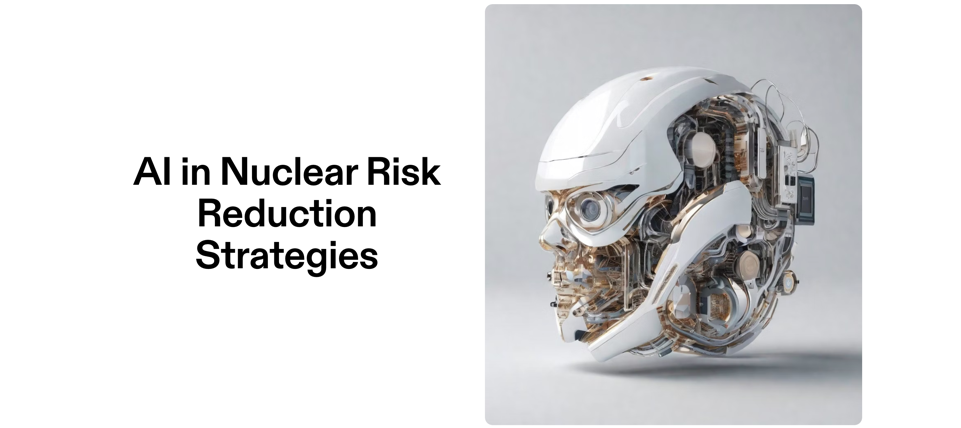 AI in Nuclear Risk
Reduction
Strategies